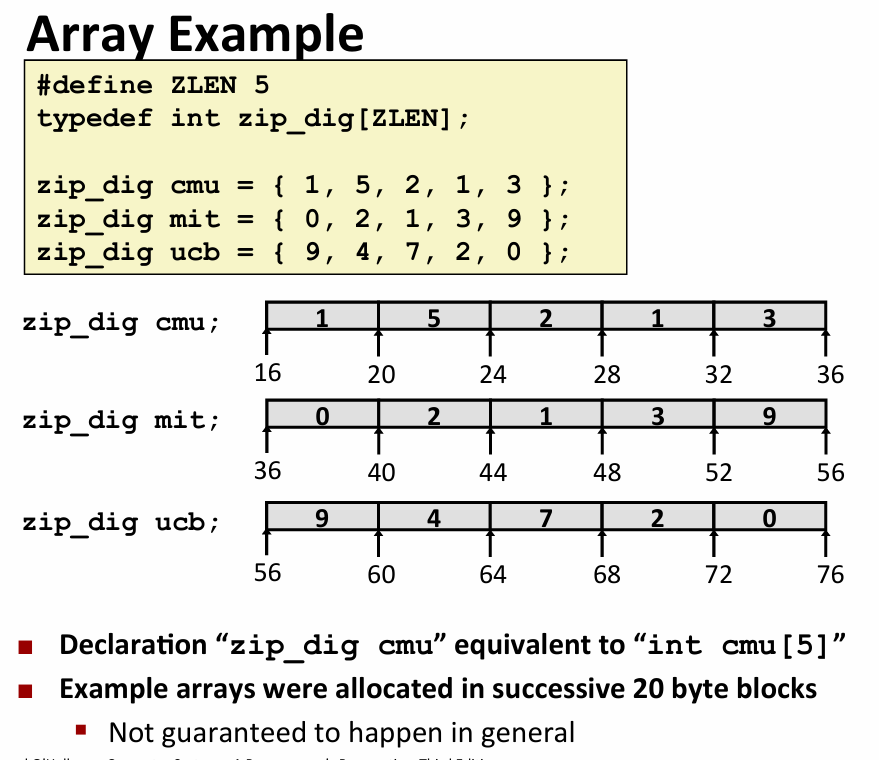 Array Example
#define ZLEN 5
typedef int zip_dig[ZLEN];
zip_dig cmu = { 1, 5, 2, 1, 3 };
zip_dig mit = { 0, 2, 1, 3, 9 };
zip_dig ucb = { 9, 4, 7, 2, 0 };
zip_dig cmu; 1 5 2 1 3
16 20 24 28 32 36
zip_dig mit; 0 2 1 3 9
36 40 44 48 52 56
zip_dig ucb; 9 4 7 2 0
56 60 64 68 72 76
■ Declaration “zip_dig cmu” equivalent to “int cmu[5]”
■ Example arrays were allocated in successive 20 byte blocks
■ Not guaranteed to happen in general